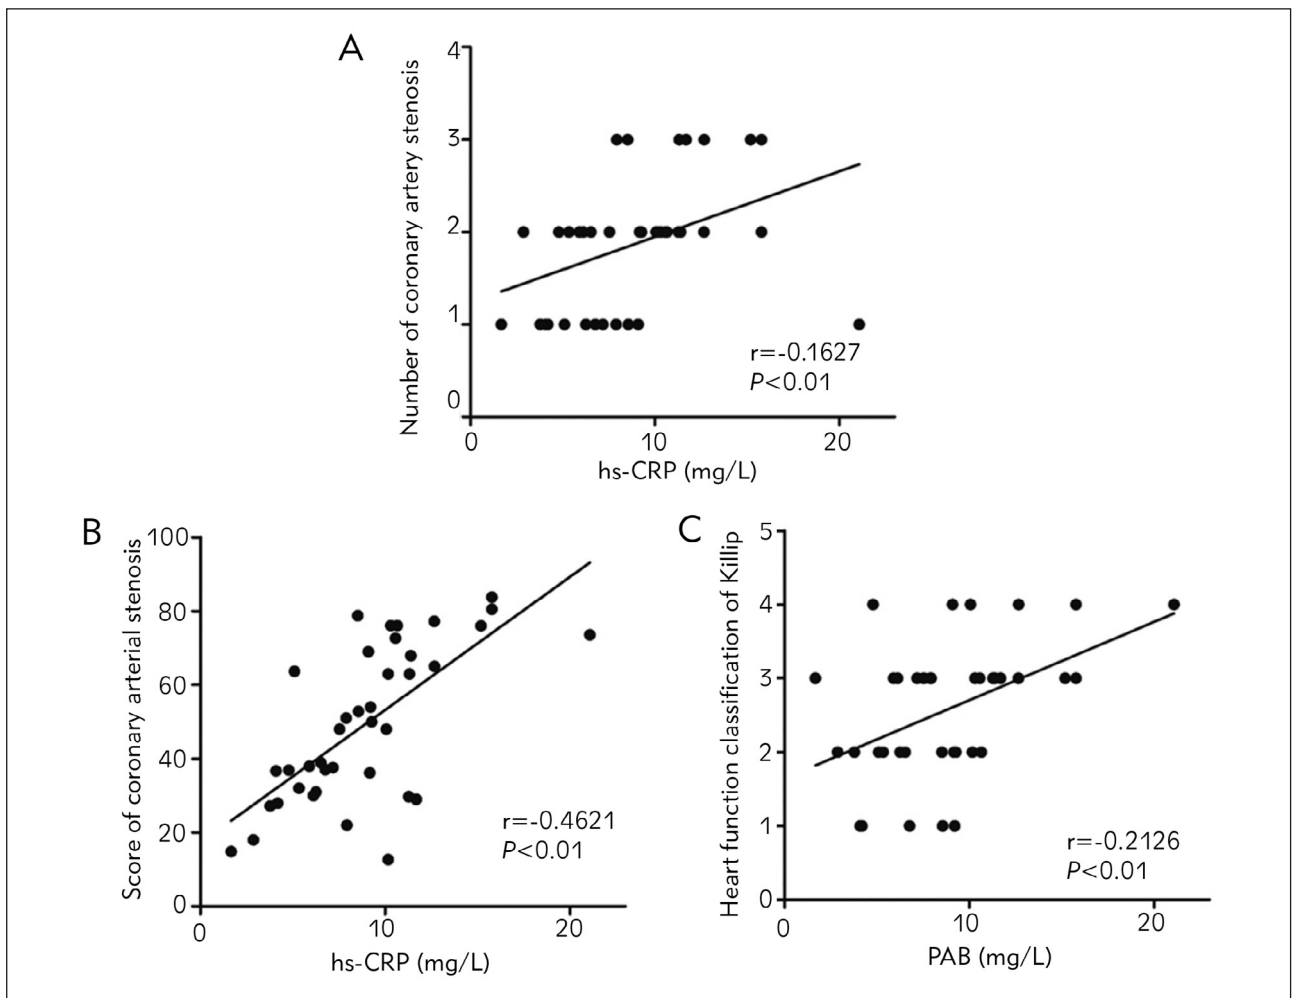 A
Number of coronary artery stenosis
4
3
2
1
0
0 10 20
r=-0.1627
P<0.01
hs-CRP (mg/L)
B
Score of coronary arterial stenosis
100
80
60
40
20
0
0 10 20
r=-0.4621
P<0.01
hs-CRP (mg/L)
C
Heart function classification of Killip
5
4
3
2
1
0
0 10 20
r=-0.2126
P<0.01
PAB (mg/L)